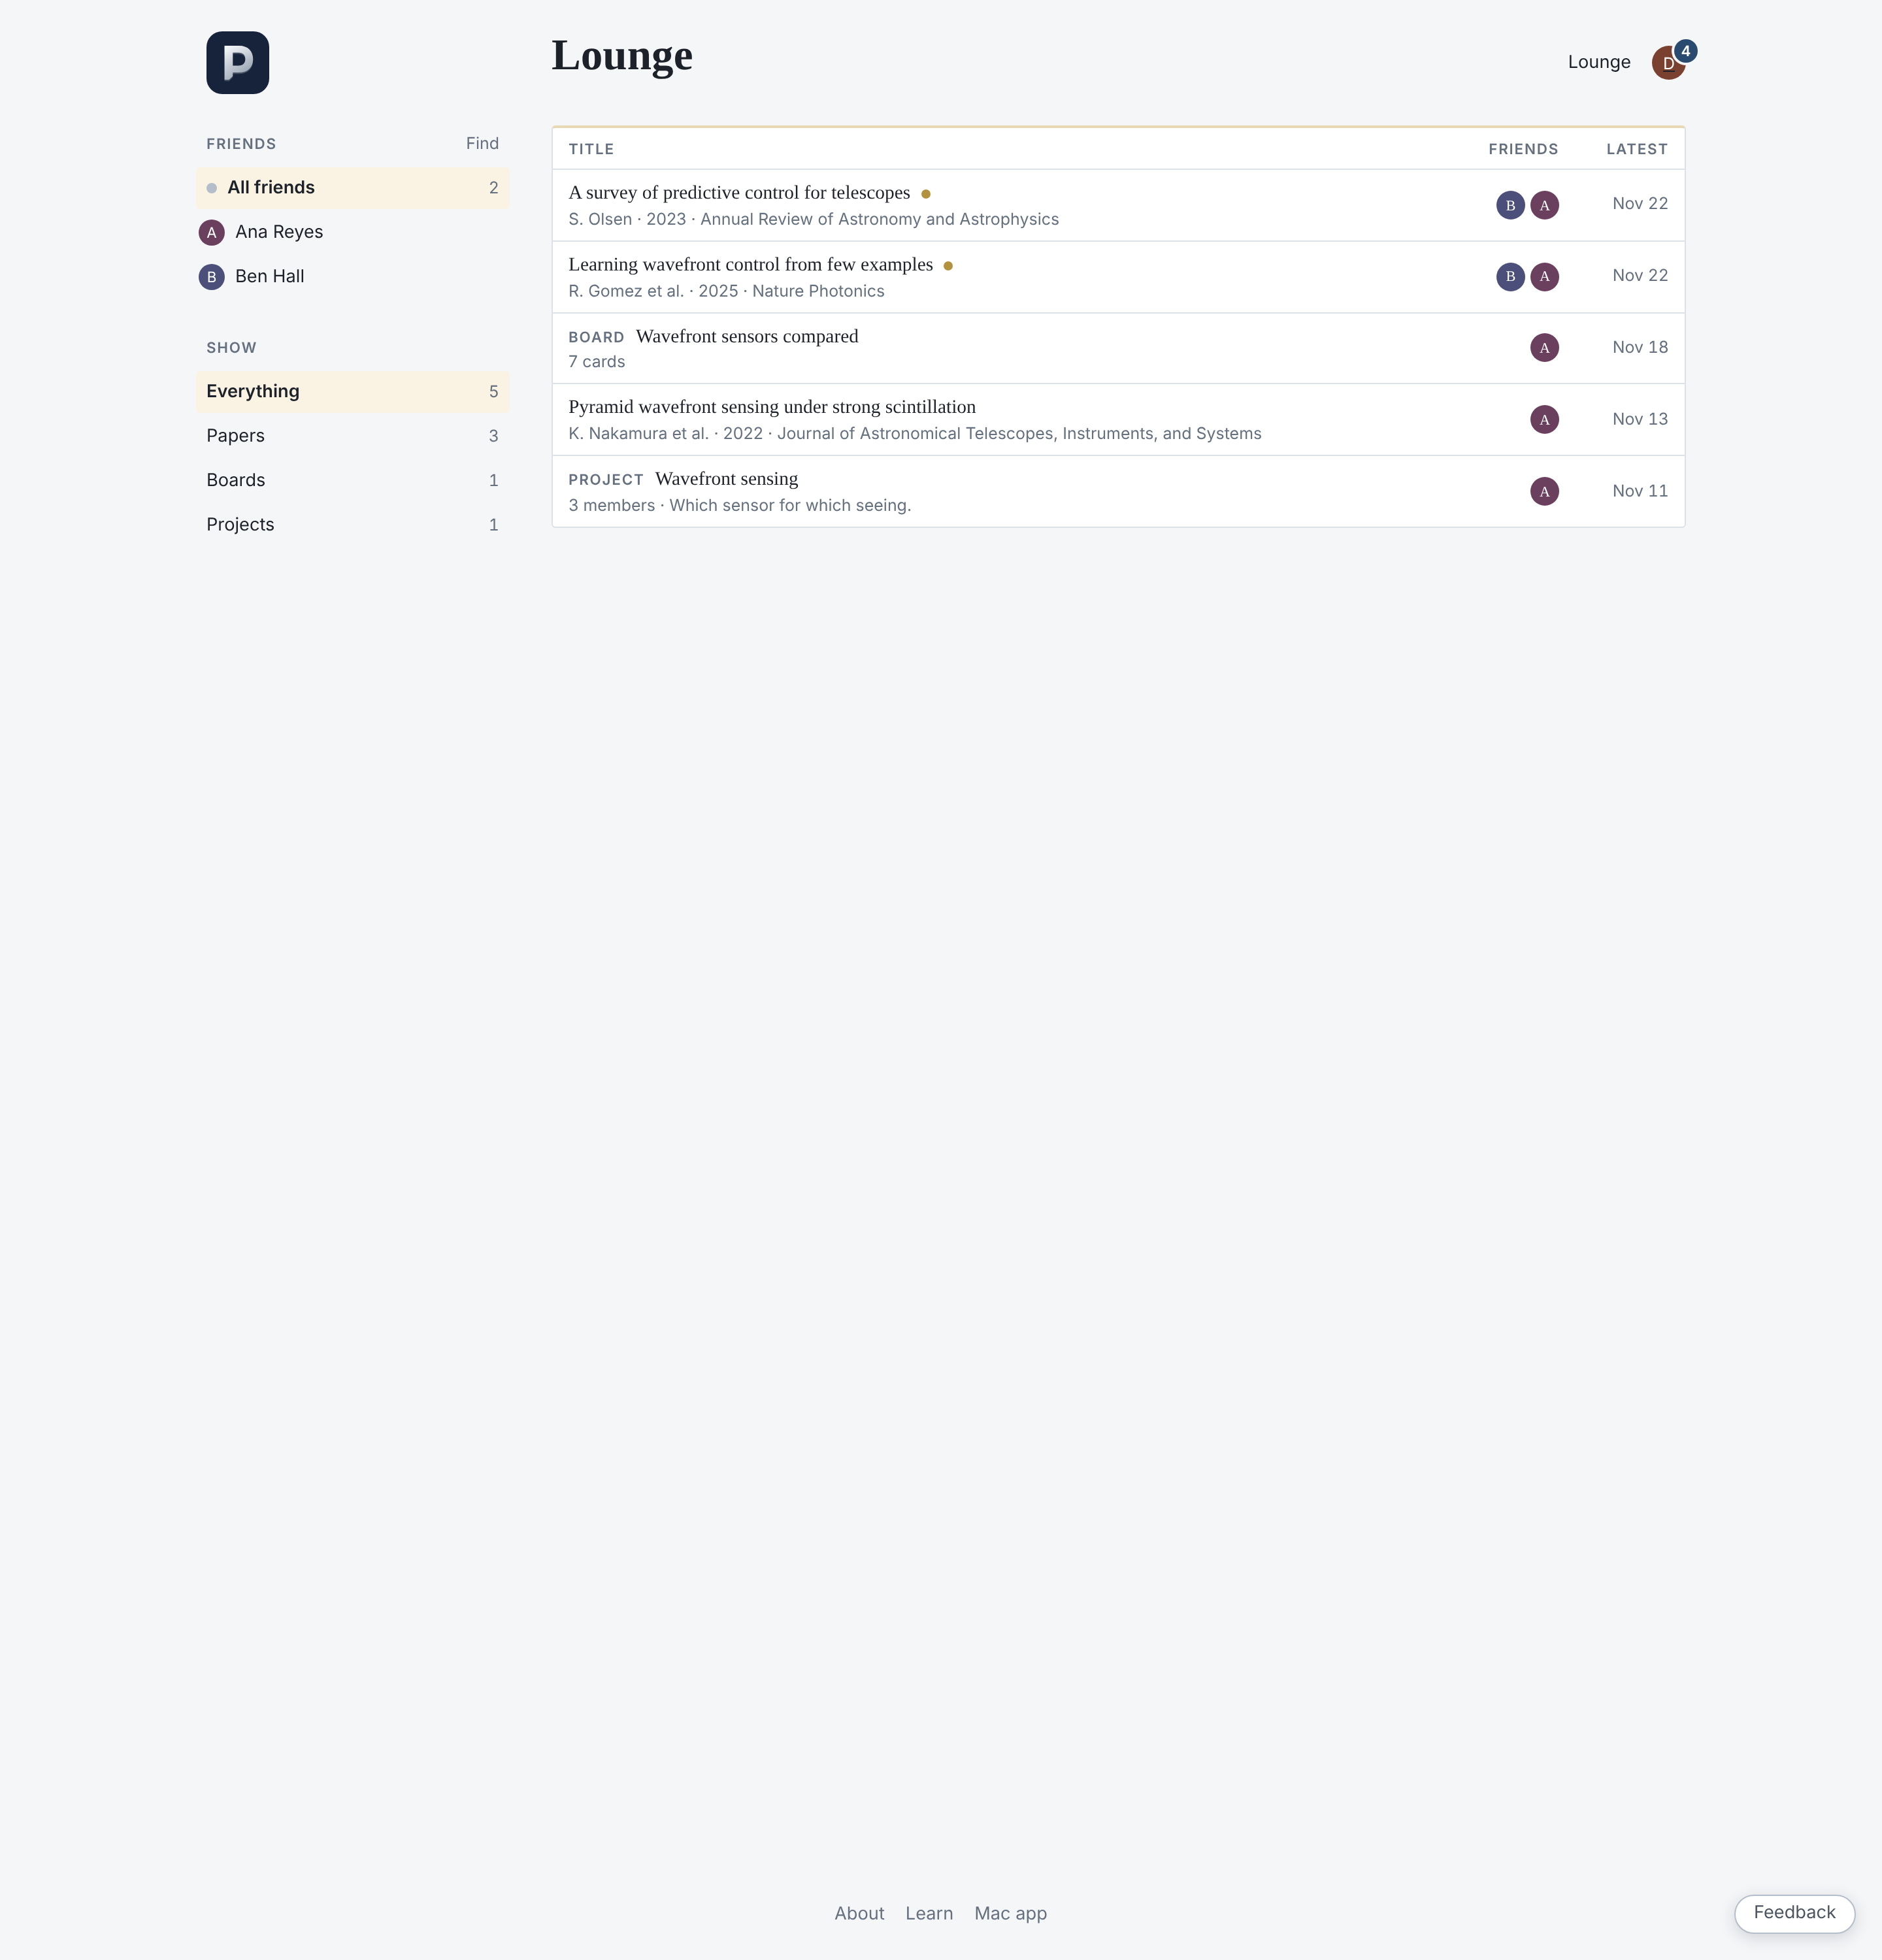 P
Lounge
Lounge
D
4
FRIENDS
Find
All friends
2
A
Ana Reyes
B
Ben Hall
SHOW
Everything
5
Papers
3
Boards
1
Projects
1
TITLE
FRIENDS
LATEST
A survey of predictive control for telescopes
S. Olsen · 2023 · Annual Review of Astronomy and Astrophysics
B
A
Nov 22
Learning wavefront control from few examples
R. Gomez et al. · 2025 · Nature Photonics
B
A
Nov 22
BOARD Wavefront sensors compared
7 cards
A
Nov 18
Pyramid wavefront sensing under strong scintillation
K. Nakamura et al. · 2022 · Journal of Astronomical Telescopes, Instruments, and Systems
A
Nov 13
PROJECT Wavefront sensing
3 members · Which sensor for which seeing.
A
Nov 11
About
Learn
Mac app
Feedback